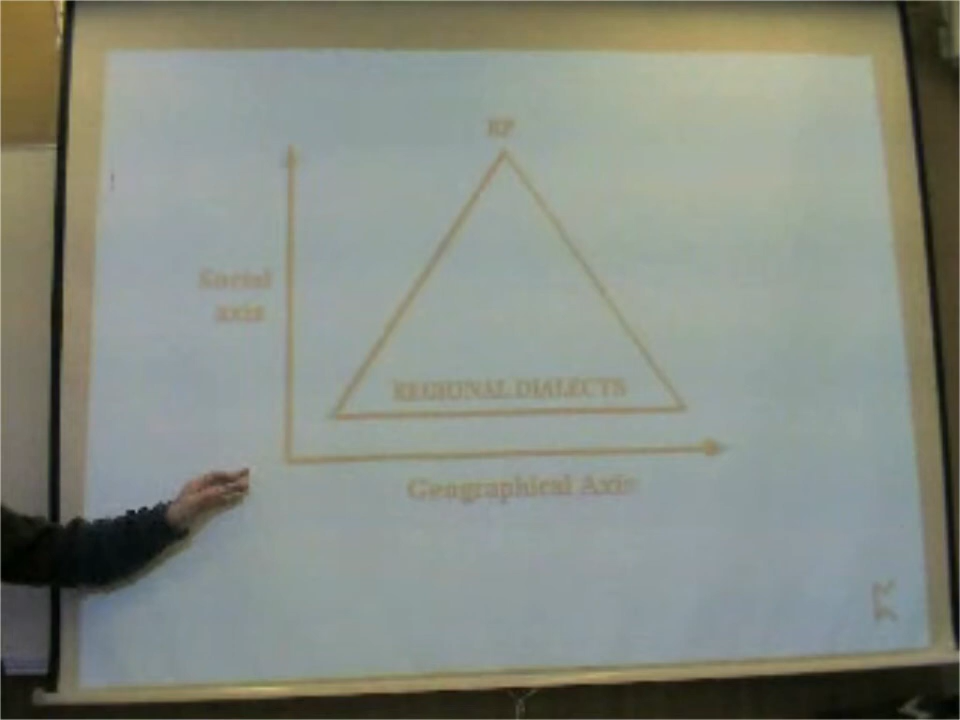 RP
Social
axis
REGIONAL DIALECTS
Geographical Axis